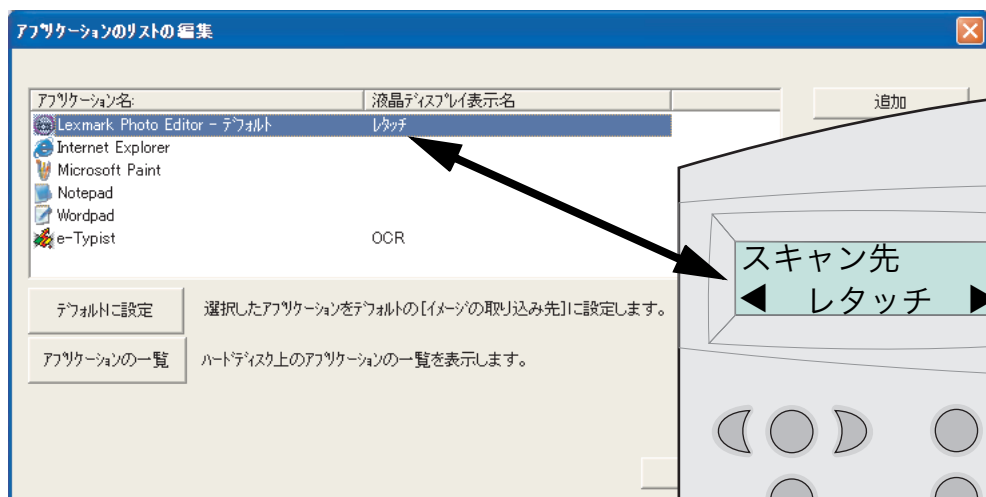 アプリケーションのリストの編集
アプリケーション名: 液晶ディスプレイ表示名
追加
Lexmark Photo Editor - デフォルト レタッチ
Internet Explorer
Microsoft Paint
Notepad
Wordpad
e-Typist OCR
スキャン先
◀ レタッチ ▶
デフォルトに設定 選択したアプリケーションをデフォルトの[イメージの取り込み先]に設定します。
アプリケーションの一覧 ハードディスク上のアプリケーションの一覧を表示します。